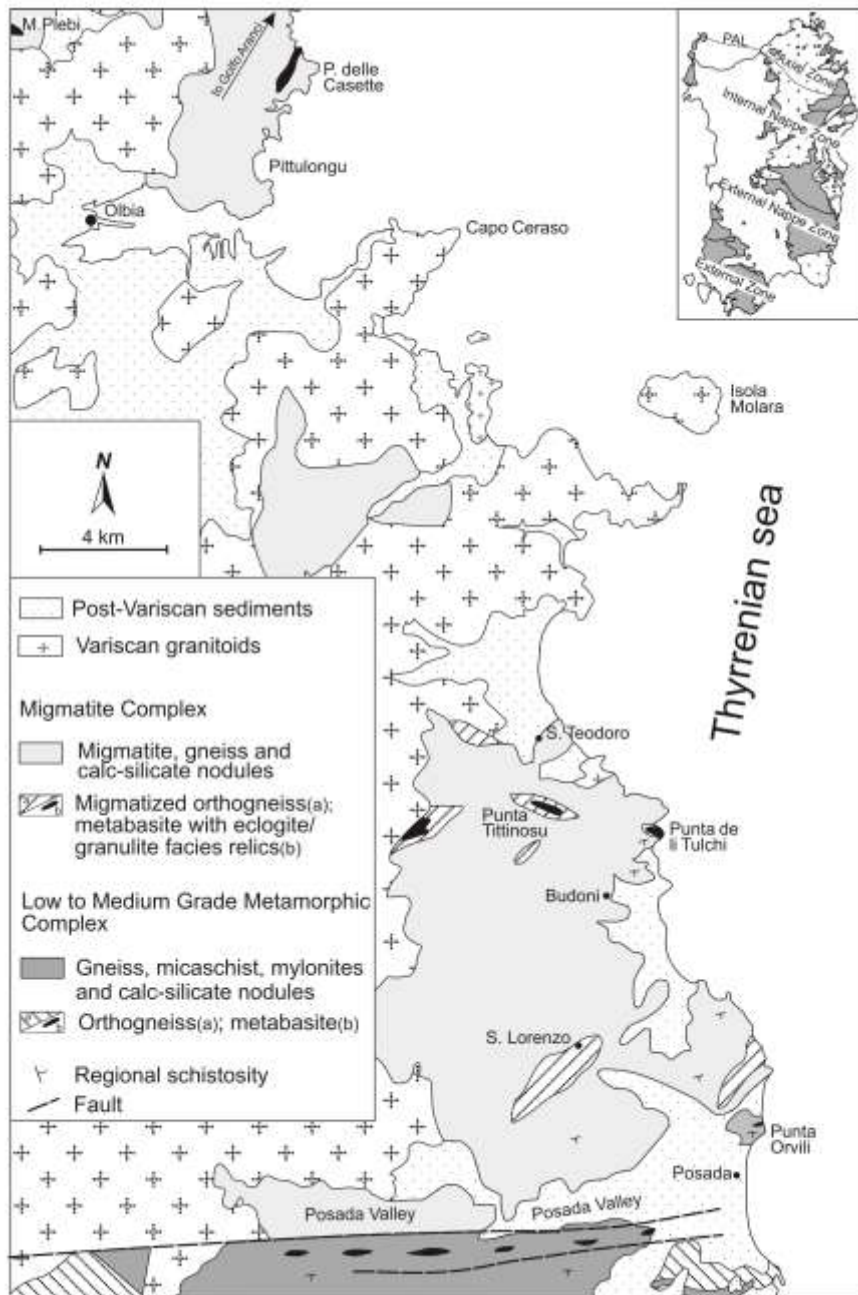 M.Plebi
to Golfo Aranci
P. delle
Casette
Pittulongu
Olbia
Capo Ceraso
PAL
Axial Zone
Internal Nappe Zone
External Nappe Zone
External Zone
Isola
Molara
N
4 km
Thyrrenian sea
Post-Variscan sediments
Variscan granitoids
Migmatite Complex
Migmatite, gneiss and
calc-silicate nodules
Migmatized orthogneiss(a);
metabasite with eclogite/
granulite facies relics(b)
Low to Medium Grade Metamorphic
Complex
Gneiss, micaschist, mylonites
and calc-silicate nodules
Orthogneiss(a); metabasite(b)
Regional schistosity
Fault
S. Teodoro
Punta
Tittinosu
Punta de
li Tulchi
Budoni
S. Lorenzo
Punta
Orvili
Posada
Posada Valley
Posada Valley